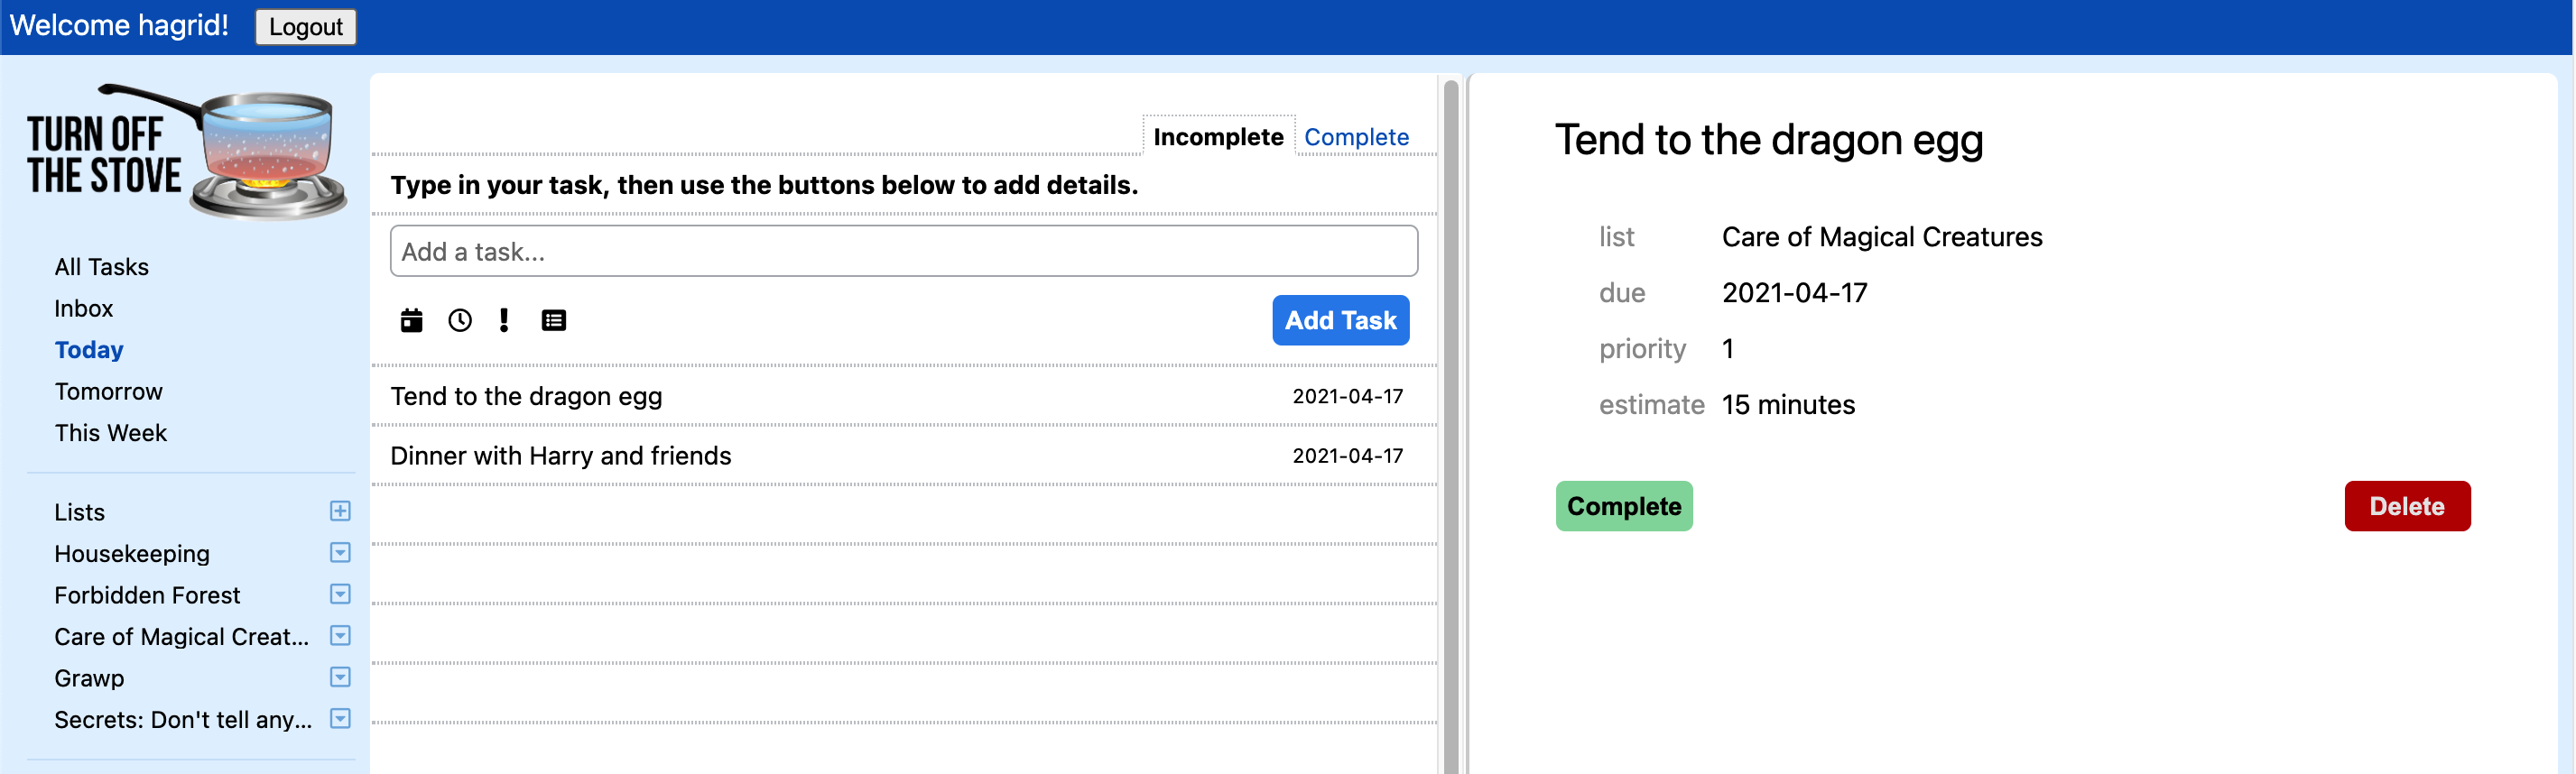 Welcome hagrid! Logout
TURN OFF
THE STOVE
All Tasks
Inbox
Today
Tomorrow
This Week
Lists
Housekeeping
Forbidden Forest
Care of Magical Creat...
Grawp
Secrets: Don't tell any...
Incomplete Complete
Type in your task, then use the buttons below to add details.
Add a task...
Add Task
Tend to the dragon egg 2021-04-17
Dinner with Harry and friends 2021-04-17
Tend to the dragon egg
list Care of Magical Creatures
due 2021-04-17
priority 1
estimate 15 minutes
Complete Delete